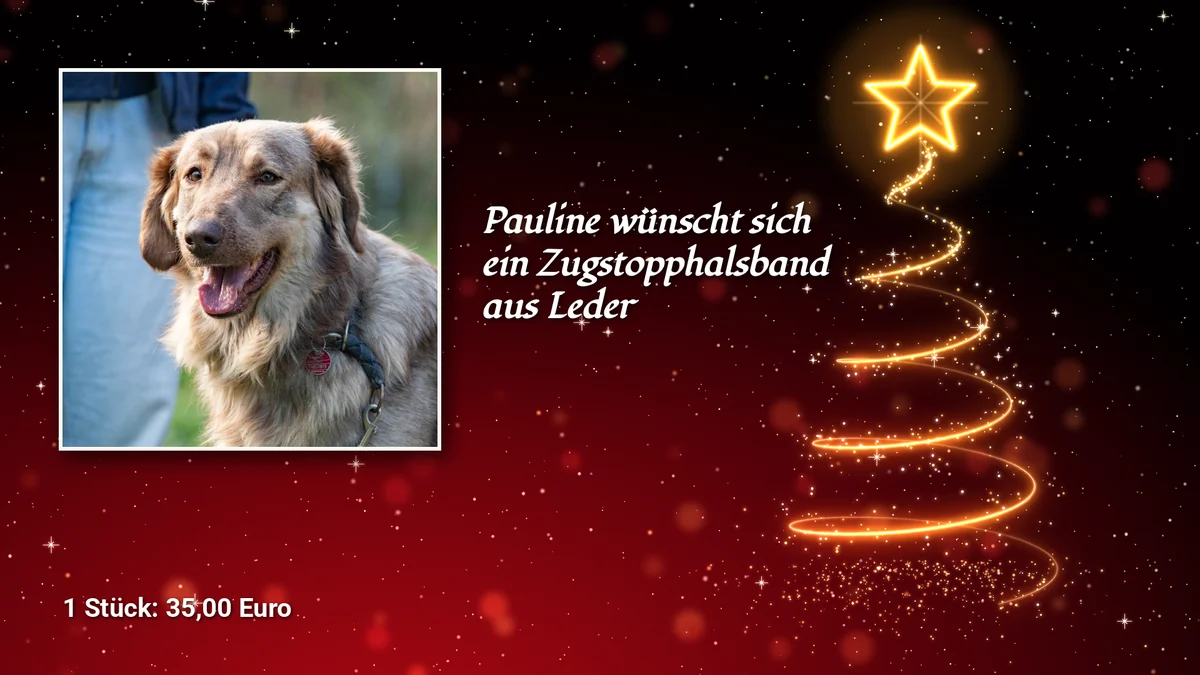 Pauline wünscht sich
ein Zugstopphalsband
aus Leder
1 Stück: 35,00 Euro